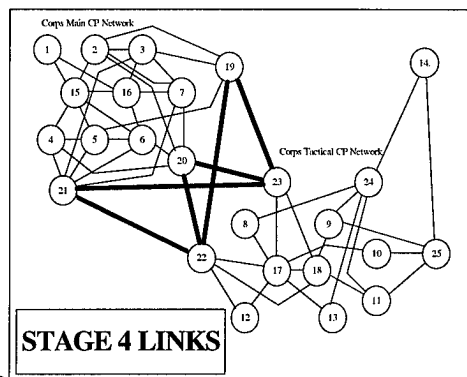 Corps Main CP Network
1 2 3
19 14.
15 16 7
4 5 6
20
Corps Tactical CP Network
21 23 24
8 9
22 17 18 10 25
11
12 13
STAGE 4 LINKS